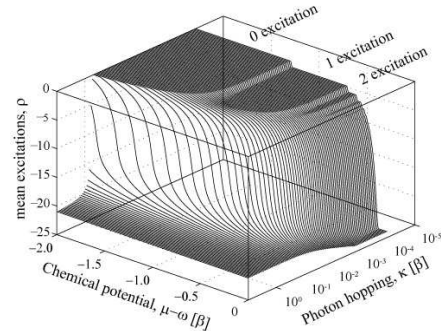 0 excitation
1 excitation
2 excitation
mean excitations, ρ
0
−5
−10
−15
−20
−25
−2.0
−1.5
−1.0
−0.5
0
Chemical potential, μ−ω [β]
10⁰
10⁻¹
10⁻²
10⁻³
10⁻⁴
10⁻⁵
Photon hopping, κ [β]